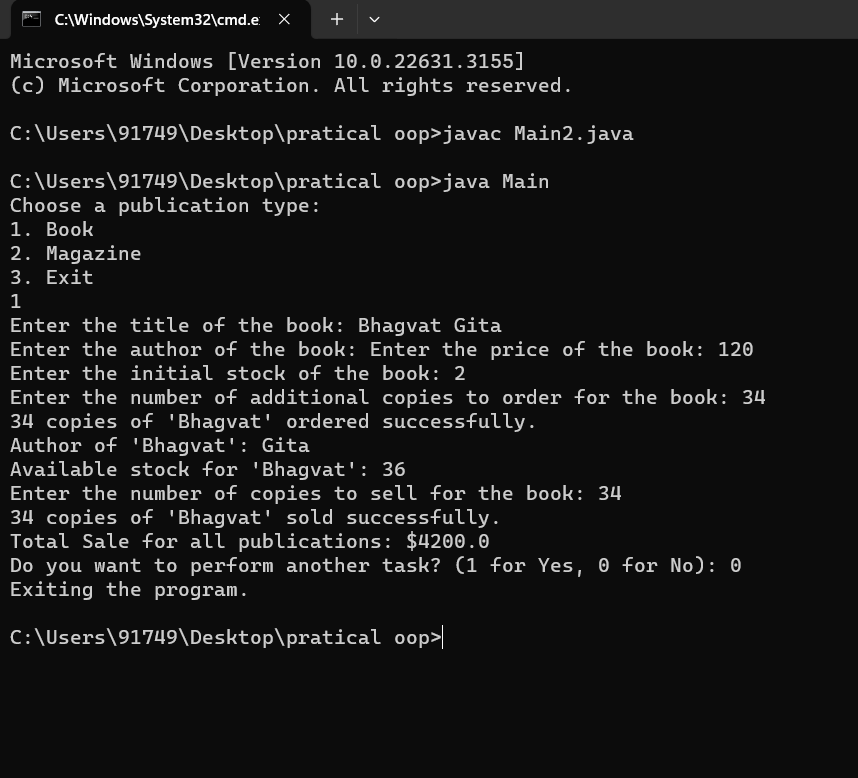 C:\Windows\System32\cmd.e
Microsoft Windows [Version 10.0.22631.3155]
(c) Microsoft Corporation. All rights reserved.
C:\Users\91749\Desktop\pratical oop>javac Main2.java
C:\Users\91749\Desktop\pratical oop>java Main
Choose a publication type:
1. Book
2. Magazine
3. Exit
1
Enter the title of the book: Bhagvat Gita
Enter the author of the book: Enter the price of the book: 120
Enter the initial stock of the book: 2
Enter the number of additional copies to order for the book: 34
34 copies of 'Bhagvat' ordered successfully.
Author of 'Bhagvat': Gita
Available stock for 'Bhagvat': 36
Enter the number of copies to sell for the book: 34
34 copies of 'Bhagvat' sold successfully.
Total Sale for all publications: $4200.0
Do you want to perform another task? (1 for Yes, 0 for No): 0
Exiting the program.
C:\Users\91749\Desktop\pratical oop>